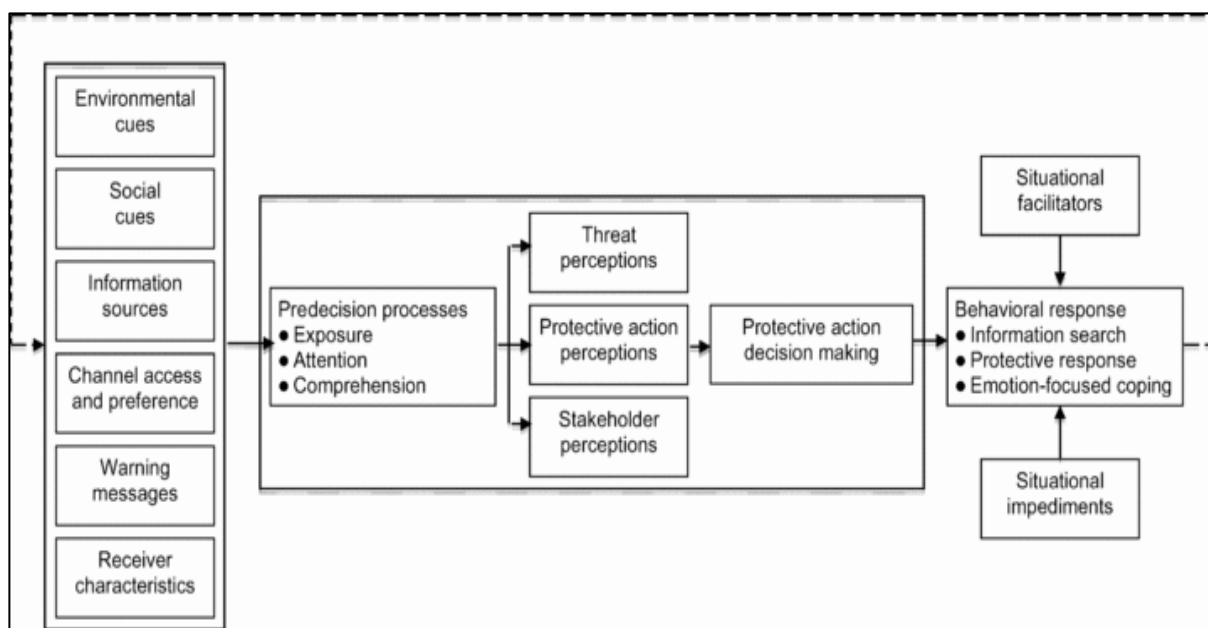 Environmental
cues
Social
cues
Information
sources
Channel access
and preference
Warning
messages
Receiver
characteristics
Predecision processes
● Exposure
● Attention
● Comprehension
Threat
perceptions
Protective action
perceptions
Stakeholder
perceptions
Protective action
decision making
Situational
facilitators
Behavioral response
● Information search
● Protective response
● Emotion-focused coping
Situational
impediments